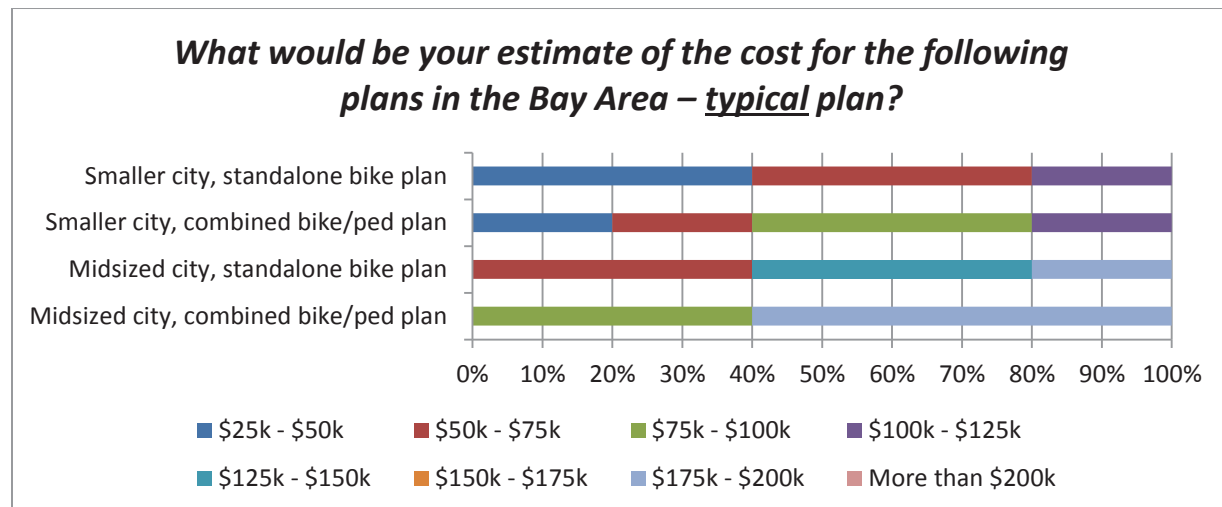 What would be your estimate of the cost for the following
plans in the Bay Area – typical plan?
Smaller city, standalone bike plan
Smaller city, combined bike/ped plan
Midsized city, standalone bike plan
Midsized city, combined bike/ped plan
0% 10% 20% 30% 40% 50% 60% 70% 80% 90% 100%
$25k - $50k $50k - $75k $75k - $100k $100k - $125k
$125k - $150k $150k - $175k $175k - $200k More than $200k